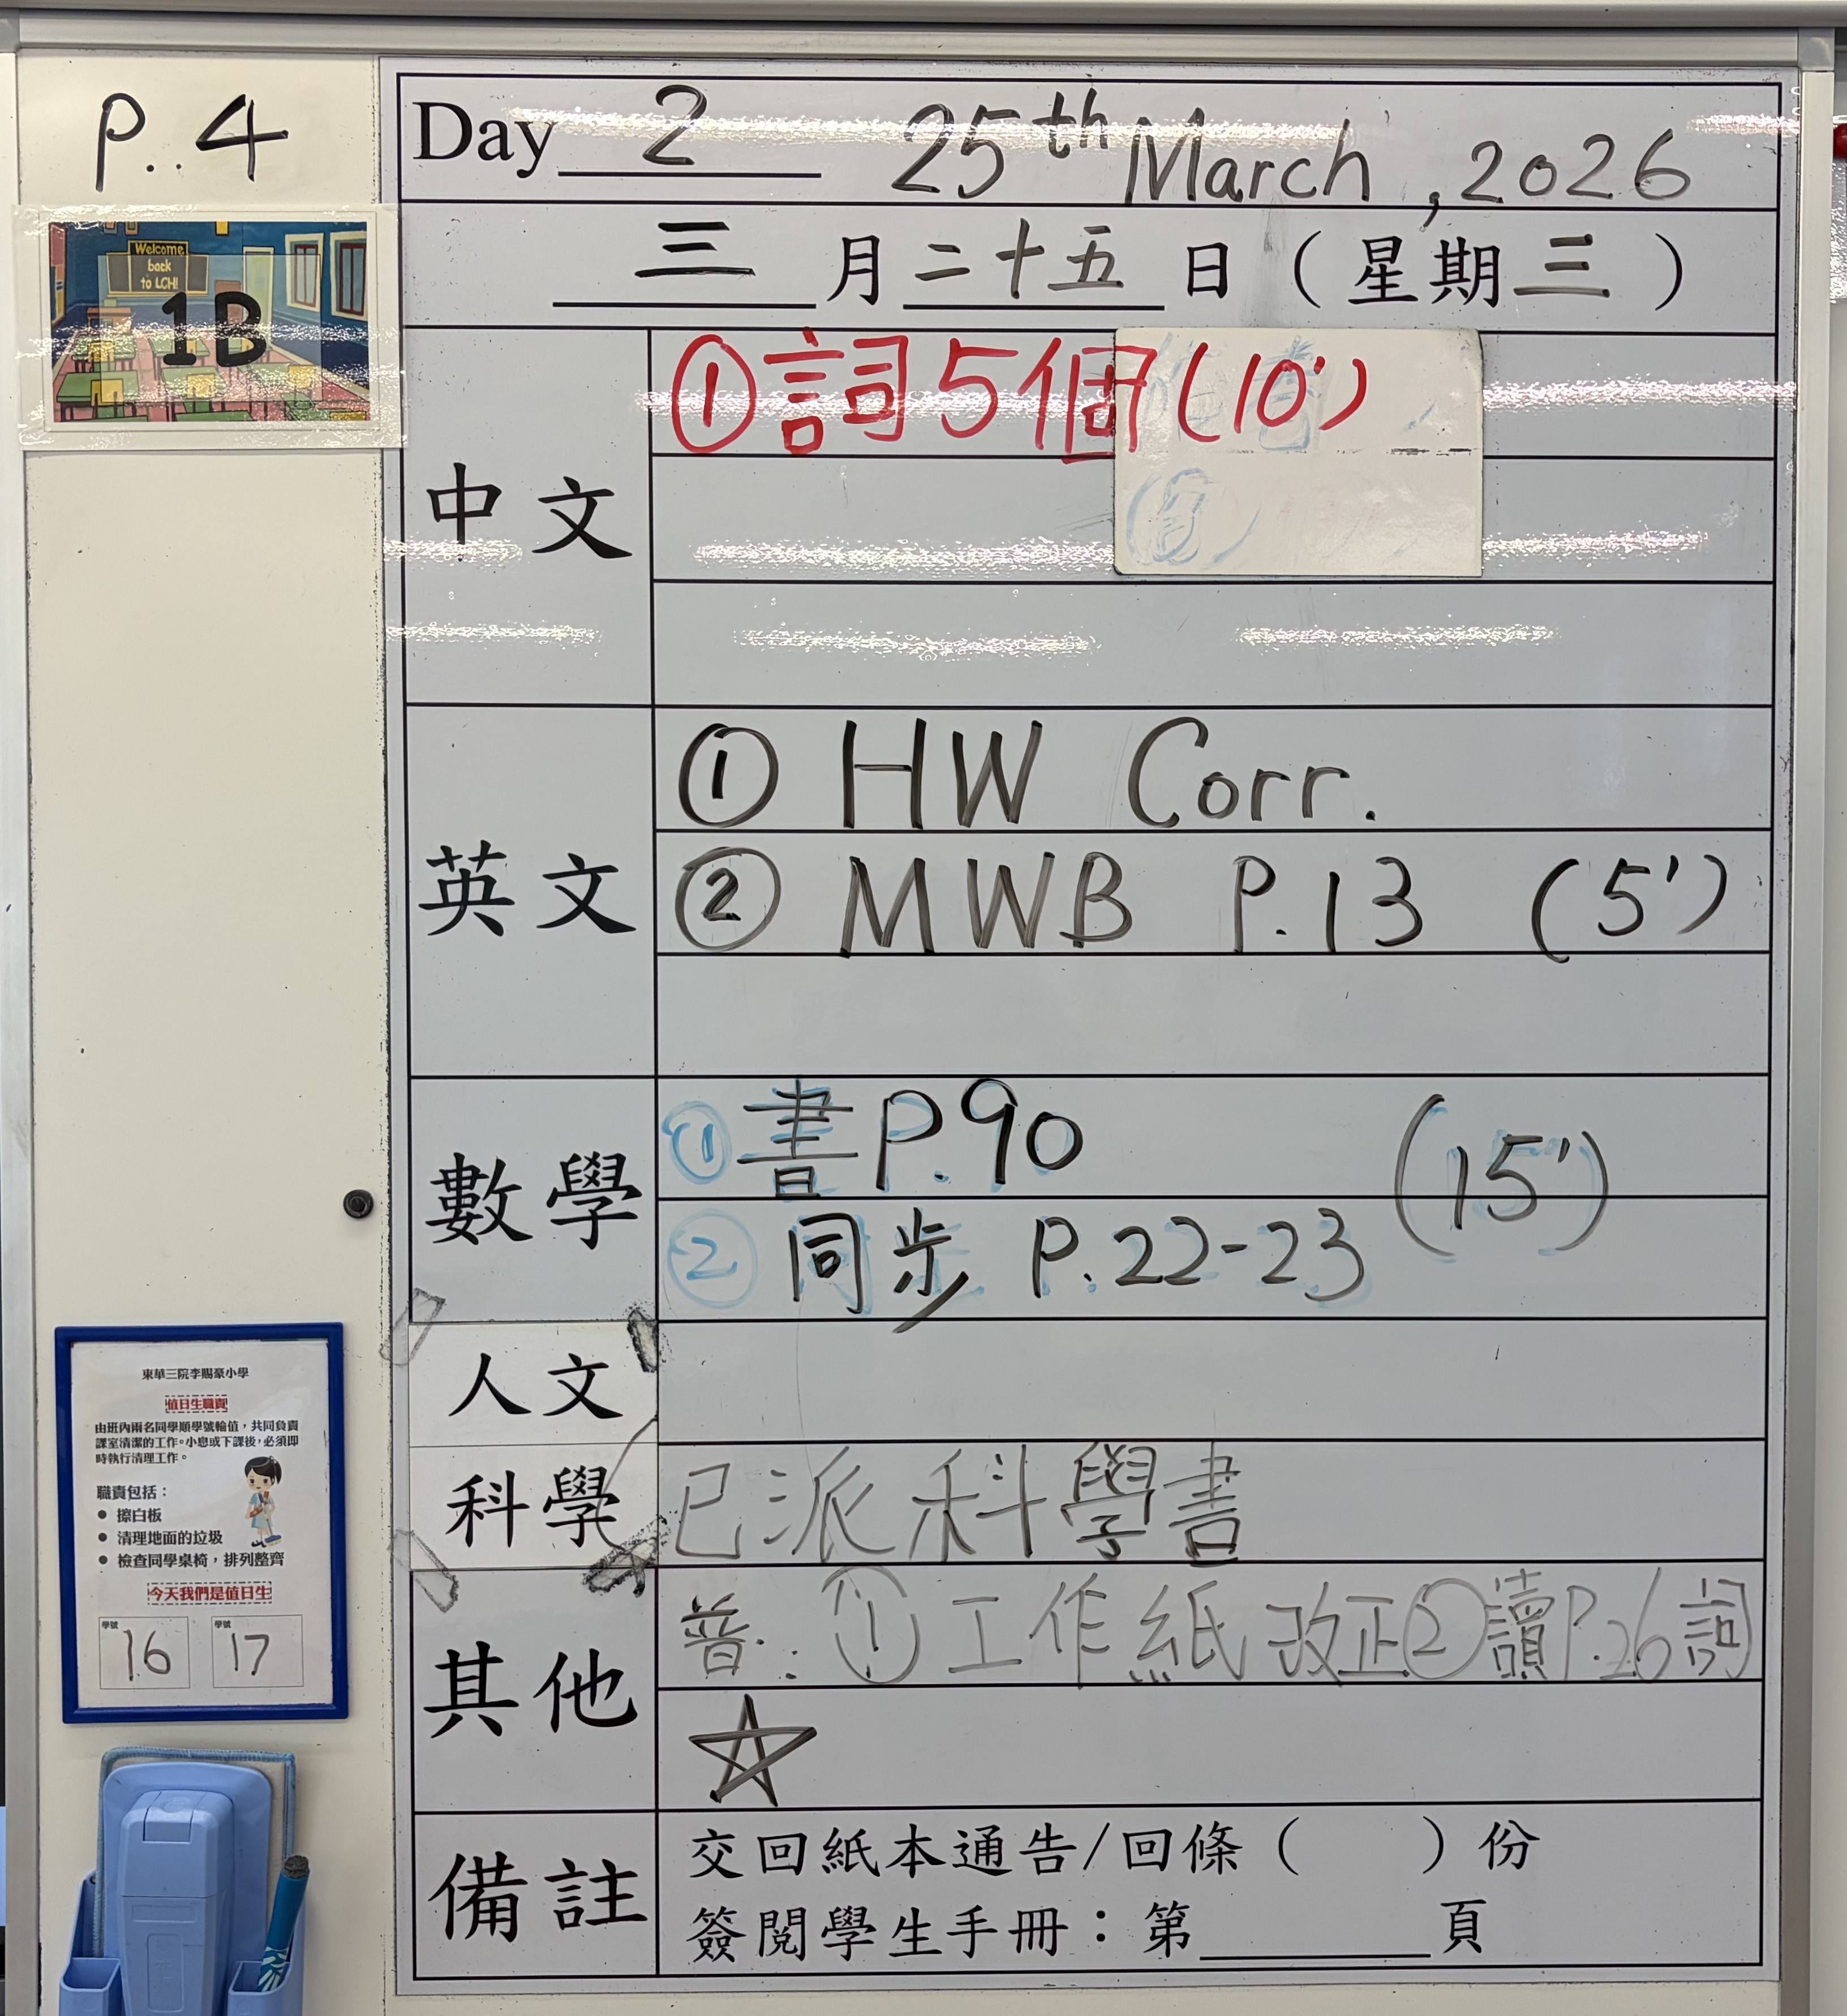 P..4
Day 2 25th March, 2026
三月二十五日(星期三)
Welcome
back
to LCH!
1B
中文
①詞5個(10')
英文
① HW Corr.
② MWB P.13 (5')
數學
①書P.90
(15')
②同步 P.22-23
人文
科學
已派科學書
其他
普:①工作紙改正②讀P.26詞
☆
備註
交回紙本通告/回條( )份
簽閱學生手冊:第____頁
東華三院李賜豪小學
值日生職責
由班內兩名同學順學號輪值,共同負責
課室清潔的工作。小息或下課後,必須即
時執行清理工作。
職責包括:
● 擦白板
● 清理地面的垃圾
● 檢查同學桌椅,排列整齊
今天我們是值日生
學號 16 學號 17